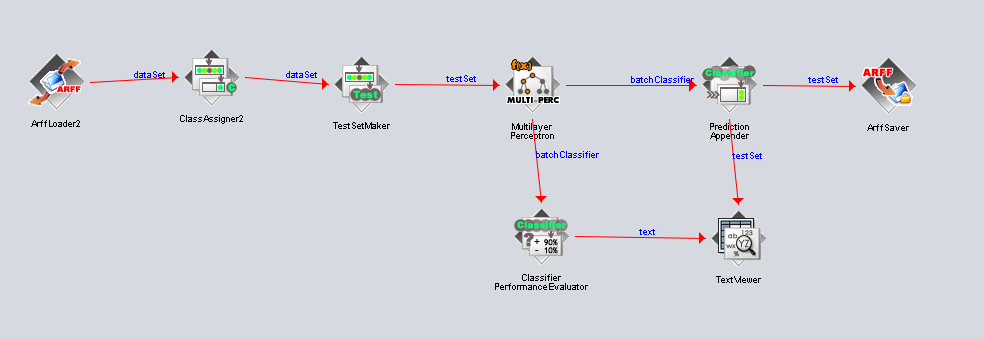 dataSet
dataSet
testSet
batchClassifier
testSet
ARFF
C
Test
f(x)
MULTI-PERC
Classifier
ARFF
ArffLoader2
ClassAssigner2
TestSetMaker
Multilayer
Perceptron
Prediction
Appender
ArffSaver
batchClassifier
testSet
Classifier
?
+ 90%
- 10%
text
ab 123
wx YZ
%
Classifier
PerformanceEvaluator
TextViewer